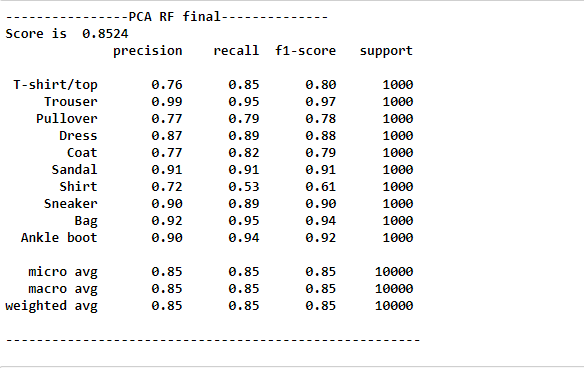 ----------------PCA RF final--------------
Score is  0.8524
              precision    recall  f1-score   support

 T-shirt/top       0.76      0.85      0.80      1000
     Trouser       0.99      0.95      0.97      1000
    Pullover       0.77      0.79      0.78      1000
       Dress       0.87      0.89      0.88      1000
        Coat       0.77      0.82      0.79      1000
      Sandal       0.91      0.91      0.91      1000
       Shirt       0.72      0.53      0.61      1000
     Sneaker       0.90      0.89      0.90      1000
         Bag       0.92      0.95      0.94      1000
  Ankle boot       0.90      0.94      0.92      1000

   micro avg       0.85      0.85      0.85     10000
   macro avg       0.85      0.85      0.85     10000
weighted avg       0.85      0.85      0.85     10000

------------------------------------------------------